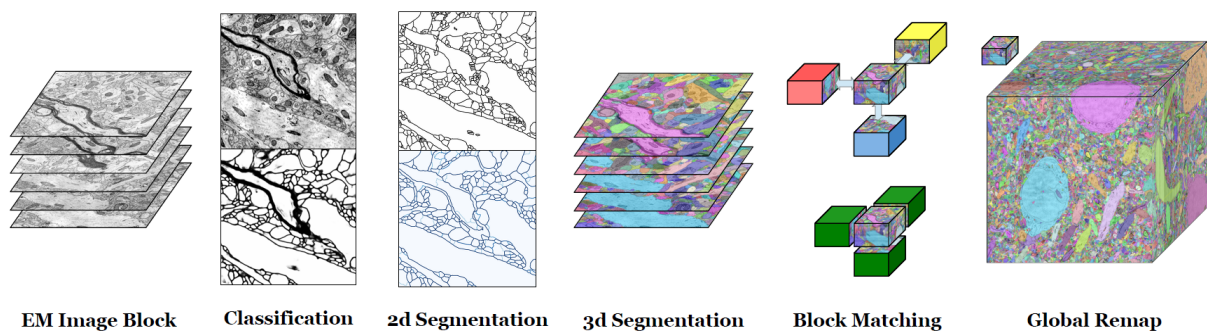 EM Image Block
Classification
2d Segmentation
3d Segmentation
Block Matching
Global Remap